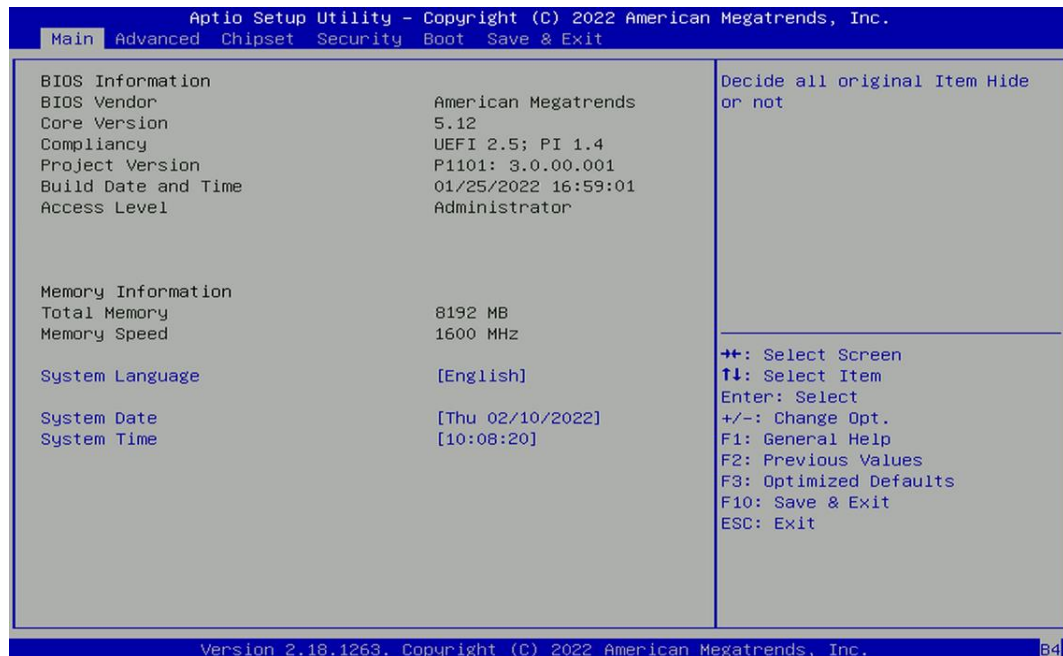 Aptio Setup Utility – Copyright (C) 2022 American Megatrends, Inc.
Main Advanced Chipset Security Boot Save & Exit
BIOS Information
BIOS Vendor American Megatrends
Core Version 5.12
Compliancy UEFI 2.5; PI 1.4
Project Version P1101: 3.0.00.001
Build Date and Time 01/25/2022 16:59:01
Access Level Administrator
Memory Information
Total Memory 8192 MB
Memory Speed 1600 MHz
System Language [English]
System Date [Thu 02/10/2022]
System Time [10:08:20]
Decide all original Item Hide
or not
→←: Select Screen
↑↓: Select Item
Enter: Select
+/-: Change Opt.
F1: General Help
F2: Previous Values
F3: Optimized Defaults
F10: Save & Exit
ESC: Exit
Version 2.18.1263. Copyright (C) 2022 American Megatrends, Inc.
B4